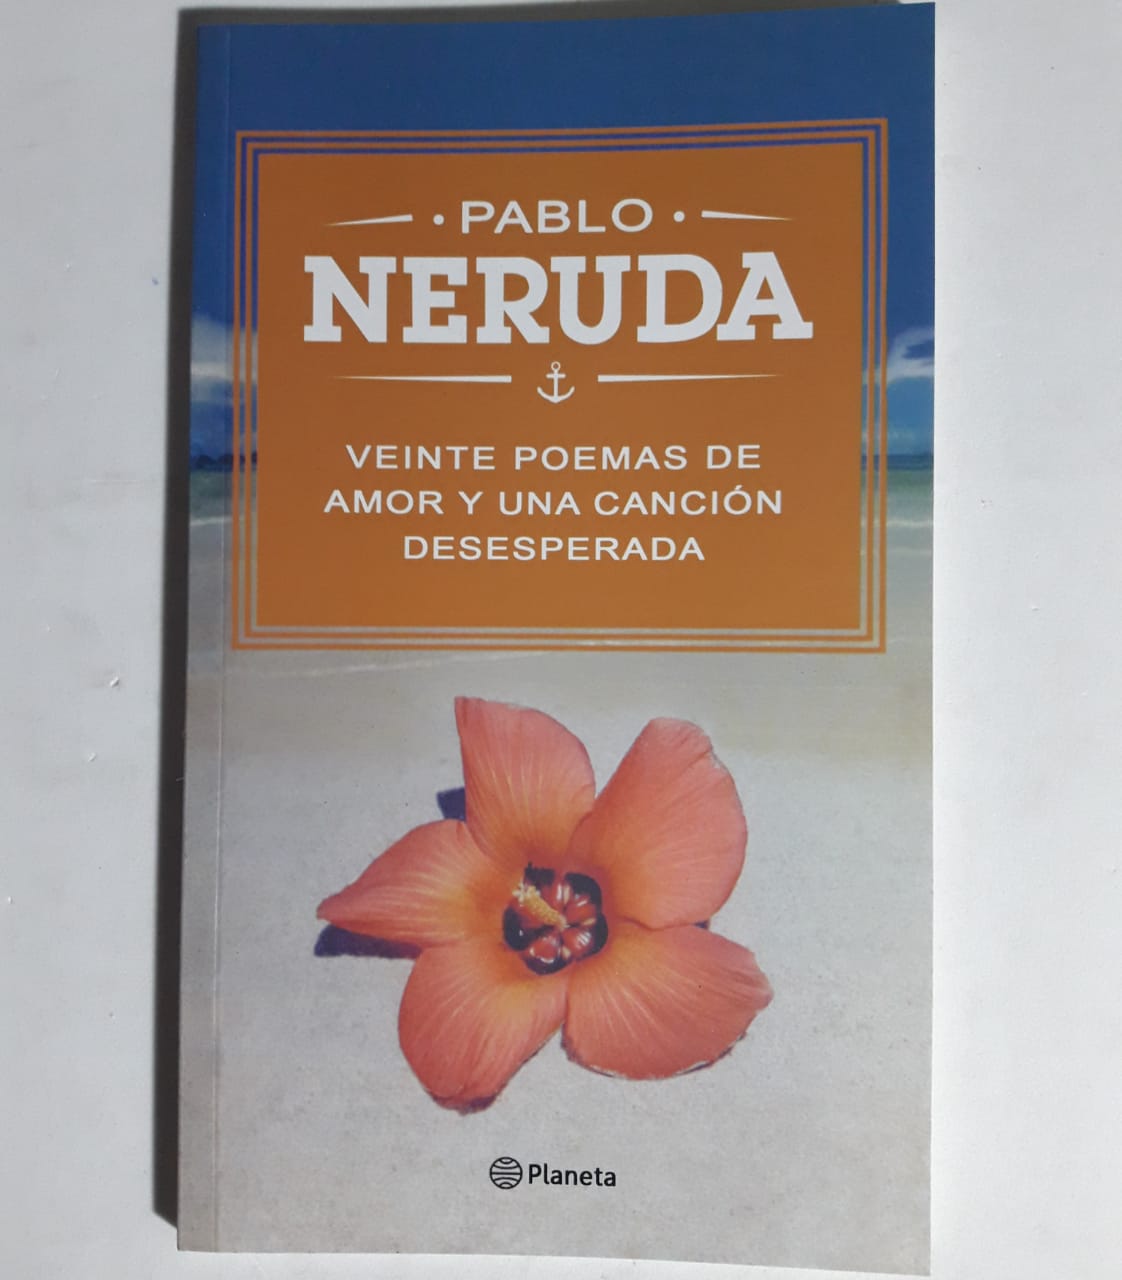 PABLO
NERUDA
VEINTE POEMAS DE
AMOR Y UNA CANCIÓN
DESESPERADA
Planeta